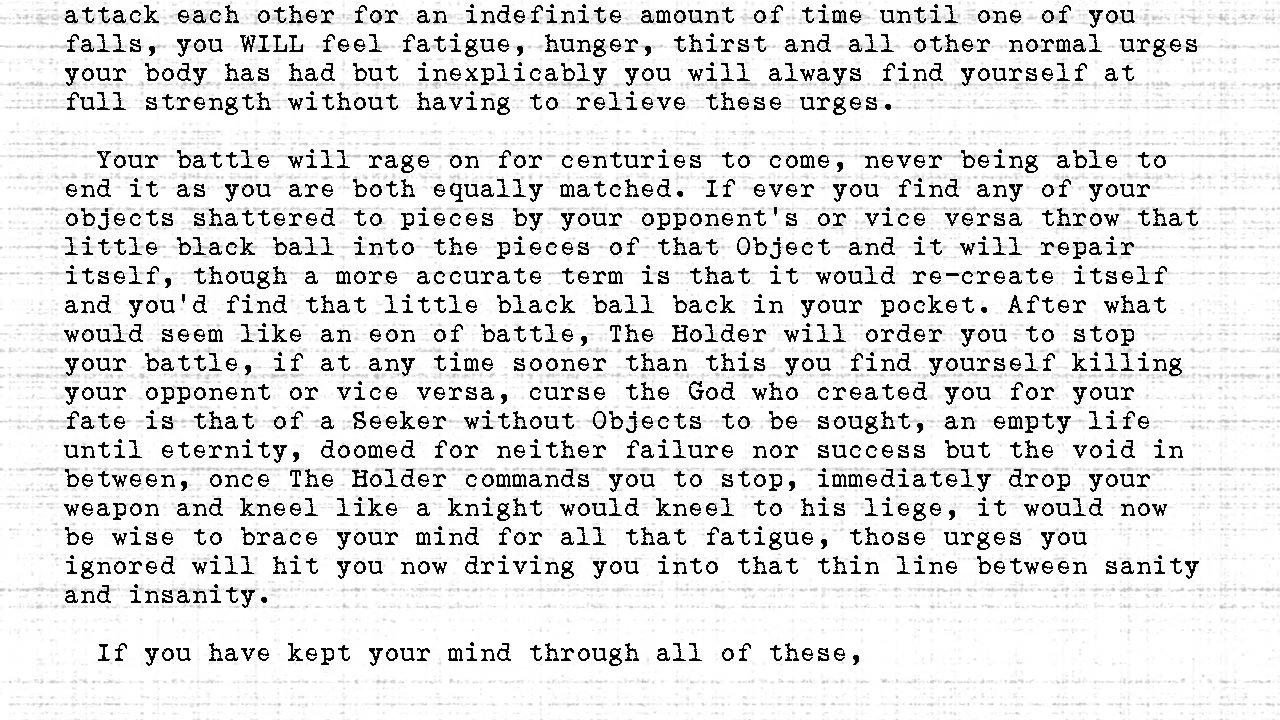 attack each other for an indefinite amount of time until one of you
falls, you WILL feel fatigue, hunger, thirst and all other normal urges
your body has had but inexplicably you will always find yourself at
full strength without having to relieve these urges.
Your battle will rage on for centuries to come, never being able to
end it as you are both equally matched. If ever you find any of your
objects shattered to pieces by your opponent's or vice versa throw that
little black ball into the pieces of that Object and it will repair
itself, though a more accurate term is that it would re-create itself
and you'd find that little black ball back in your pocket. After what
would seem like an eon of battle, The Holder will order you to stop
your battle, if at any time sooner than this you find yourself killing
your opponent or vice versa, curse the God who created you for your
fate is that of a Seeker without Objects to be sought, an empty life
until eternity, doomed for neither failure nor success but the void in
between, once The Holder commands you to stop, immediately drop your
weapon and kneel like a knight would kneel to his liege, it would now
be wise to brace your mind for all that fatigue, those urges you
ignored will hit you now driving you into that thin line between sanity
and insanity.
If you have kept your mind through all of these,